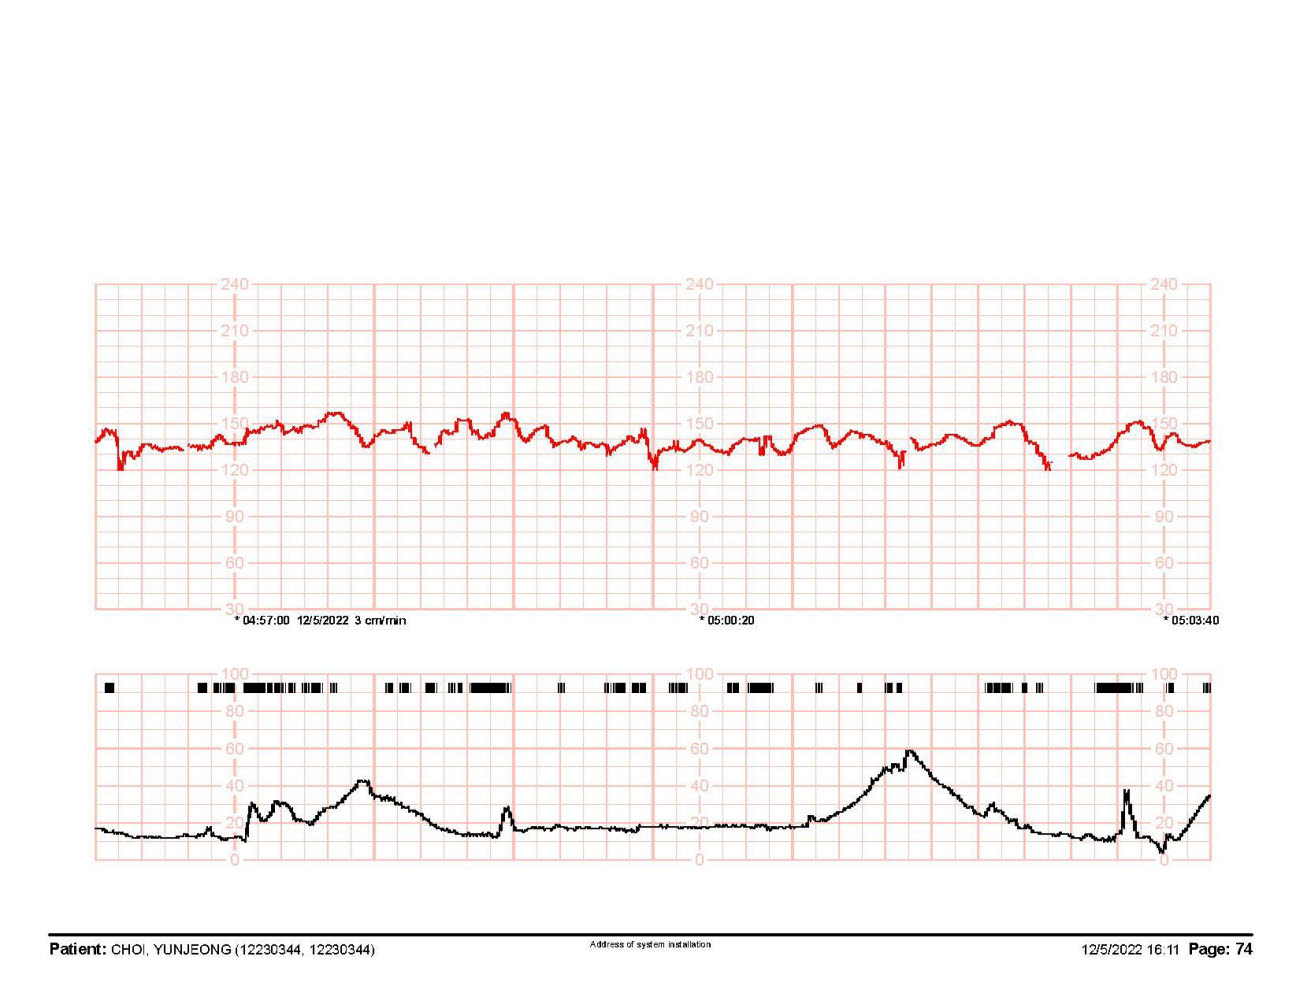 240 240 240
210 210 210
180 180 180
150 150 150
120 120 120
90 90 90
60 60 60
30 30 30
* 04:57:00 12/5/2022 3 cm/min * 05:00:20 * 05:03:40
100 100 100
80 80 80
60 60 60
40 40 40
20 20 20
0 0 0
Patient: CHOI, YUNJEONG (12230344, 12230344) Address of system installation 12/5/2022 16:11 Page: 74